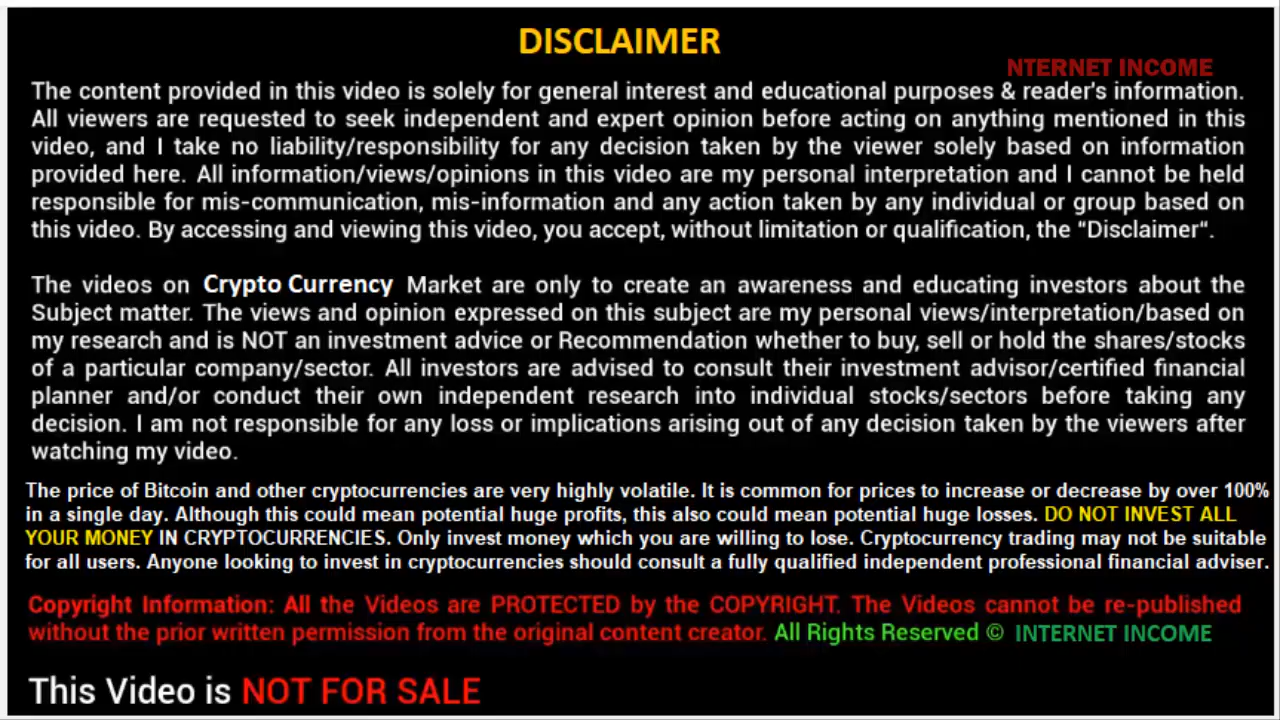 DISCLAIMER
NTERNET INCOME
The content provided in this video is solely for general interest and educational purposes & reader's information.
All viewers are requested to seek independent and expert opinion before acting on anything mentioned in this
video, and I take no liability/responsibility for any decision taken by the viewer solely based on information
provided here. All information/views/opinions in this video are my personal interpretation and I cannot be held
responsible for mis-communication, mis-information and any action taken by any individual or group based on
this video. By accessing and viewing this video, you accept, without limitation or qualification, the "Disclaimer".
The videos on Crypto Currency Market are only to create an awareness and educating investors about the
Subject matter. The views and opinion expressed on this subject are my personal views/interpretation/based on
my research and is NOT an investment advice or Recommendation whether to buy, sell or hold the shares/stocks
of a particular company/sector. All investors are advised to consult their investment advisor/certified financial
planner and/or conduct their own independent research into individual stocks/sectors before taking any
decision. I am not responsible for any loss or implications arising out of any decision taken by the viewers after
watching my video.
The price of Bitcoin and other cryptocurrencies are very highly volatile. It is common for prices to increase or decrease by over 100%
in a single day. Although this could mean potential huge profits, this also could mean potential huge losses. DO NOT INVEST ALL
YOUR MONEY IN CRYPTOCURRENCIES. Only invest money which you are willing to lose. Cryptocurrency trading may not be suitable
for all users. Anyone looking to invest in cryptocurrencies should consult a fully qualified independent professional financial adviser.
Copyright Information: All the Videos are PROTECTED by the COPYRIGHT. The Videos cannot be re-published
without the prior written permission from the original content creator. All Rights Reserved © INTERNET INCOME
This Video is NOT FOR SALE